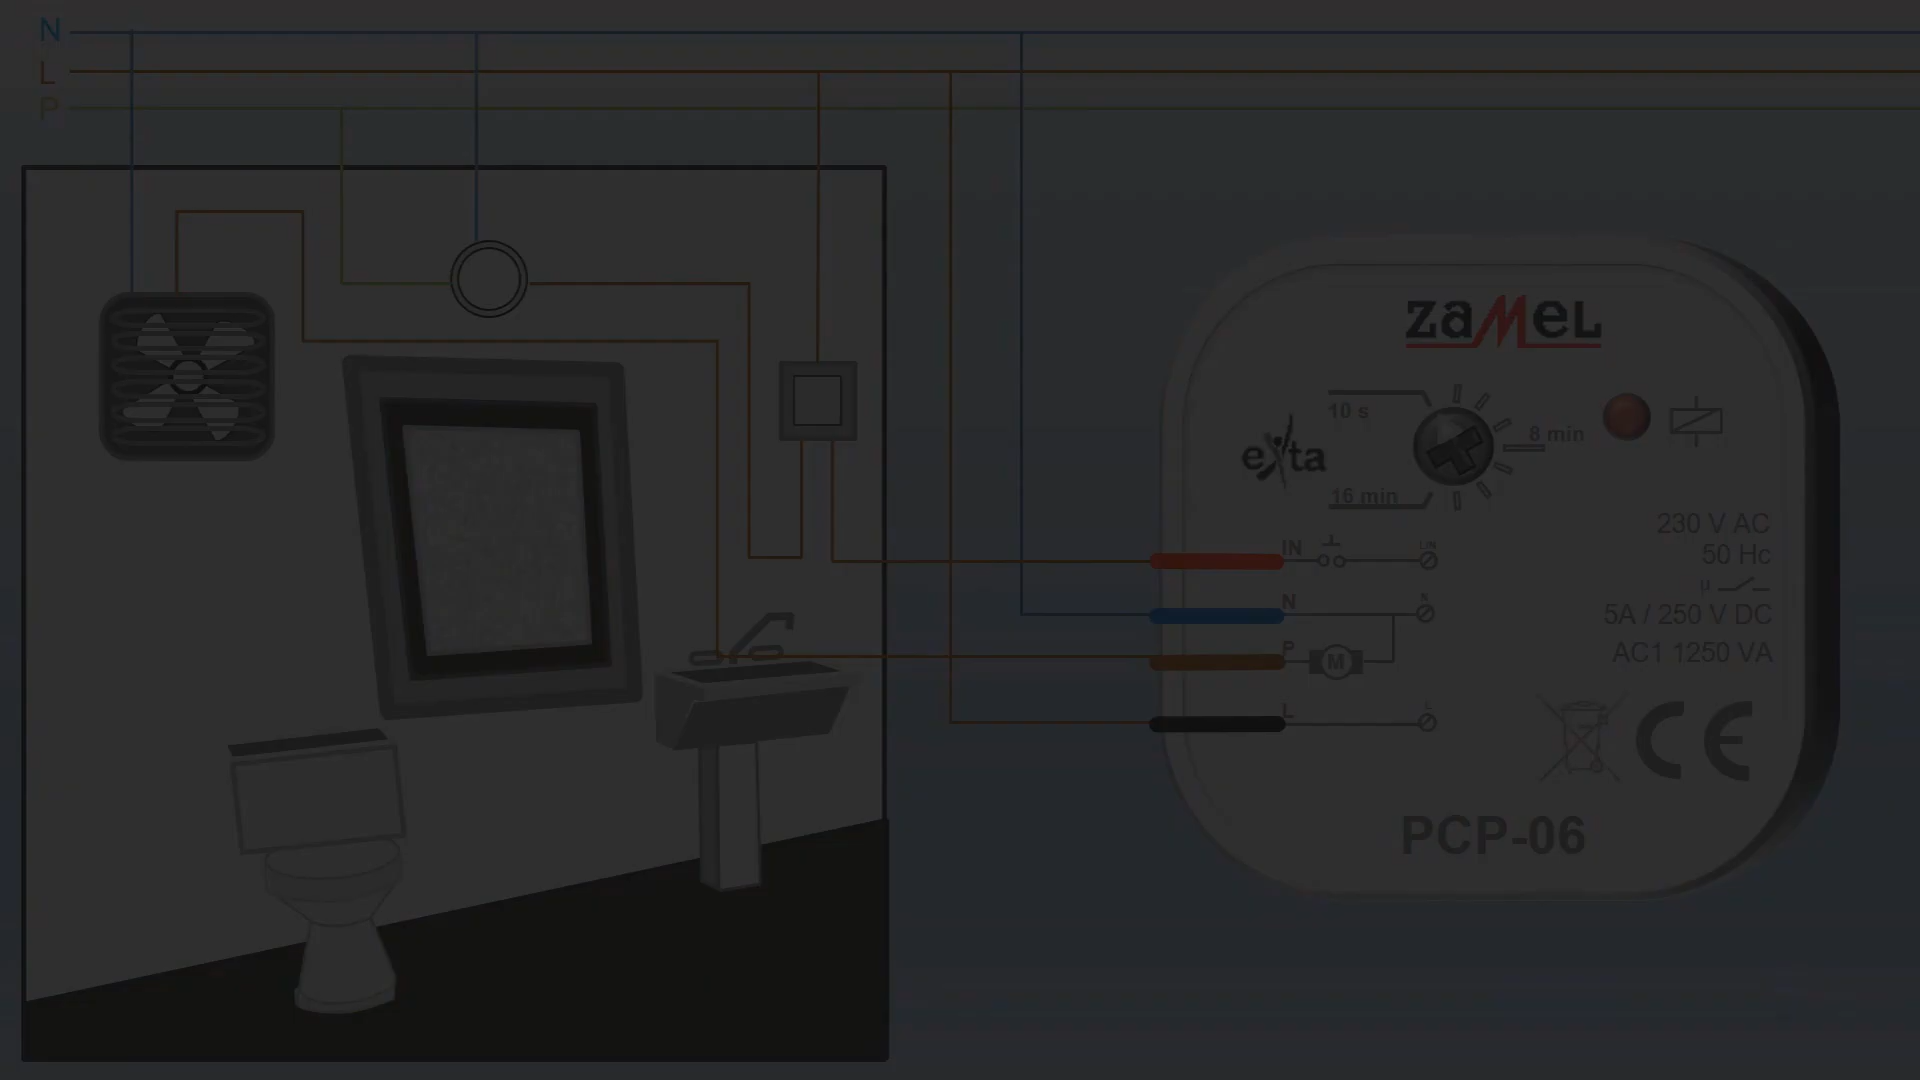 N
L
P
zaMeL
10 s
8 min
exta
16 min
230 V AC
IN
L/N
50 Hc
µ
N
N
5A / 250 V DC
P
M
AC1 1250 VA
L
L
CE
PCP-06